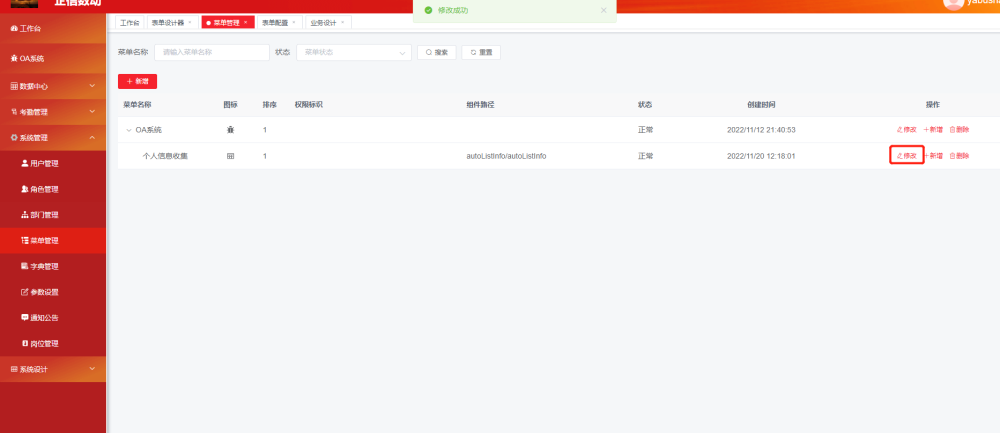 正信数动
修改成功
yabusha
工作台 表单设计器 菜单管理 表单配置 业务设计
工作台
OA系统
数据中心
考勤管理
系统管理
用户管理
角色管理
部门管理
菜单管理
字典管理
参数设置
通知公告
岗位管理
系统设计
菜单名称 请输入菜单名称 状态 菜单状态 搜索 重置
+ 新增
菜单名称 图标 排序 权限标识 组件路径 状态 创建时间 操作
OA系统 1 正常 2022/11/12 21:40:53 修改 +新增 删除
个人信息收集 1 autoListInfo/autoListInfo 正常 2022/11/20 12:18:01 修改 +新增 删除